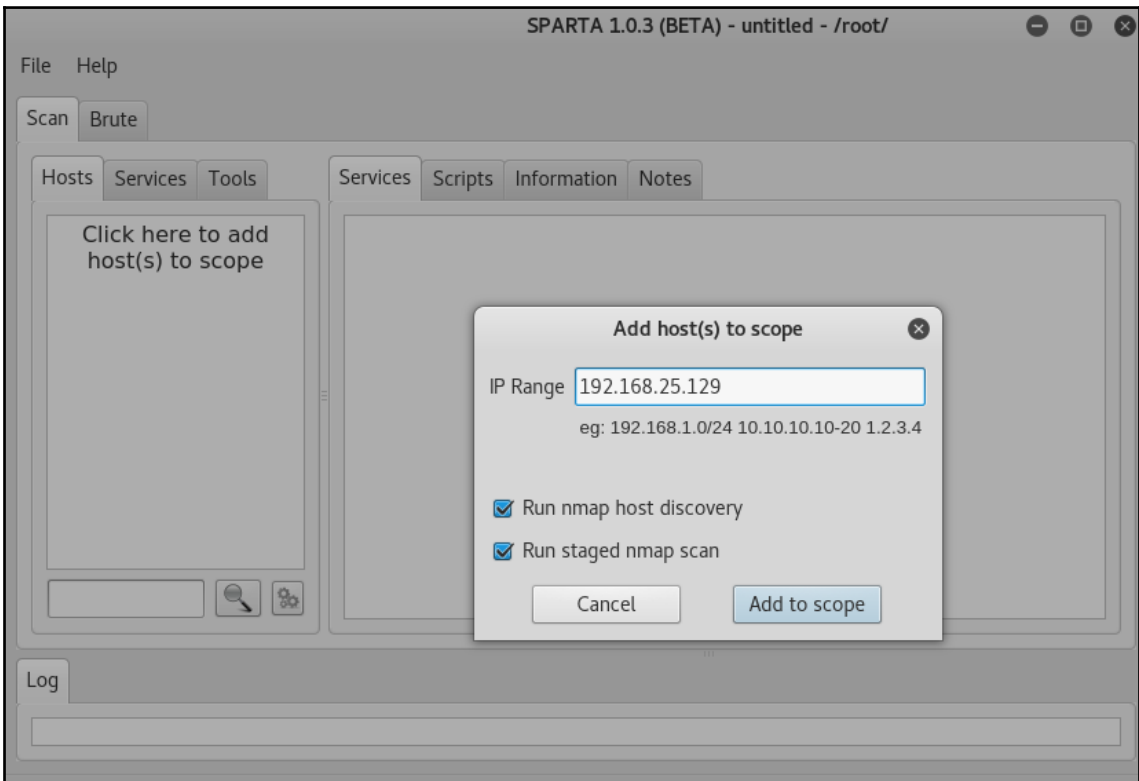 SPARTA 1.0.3 (BETA) - untitled - /root/
File Help
Scan Brute
Hosts Services Tools
Services Scripts Information Notes
Click here to add
host(s) to scope
Add host(s) to scope
IP Range 192.168.25.129
eg: 192.168.1.0/24 10.10.10.10-20 1.2.3.4
Run nmap host discovery
Run staged nmap scan
Cancel Add to scope
Log